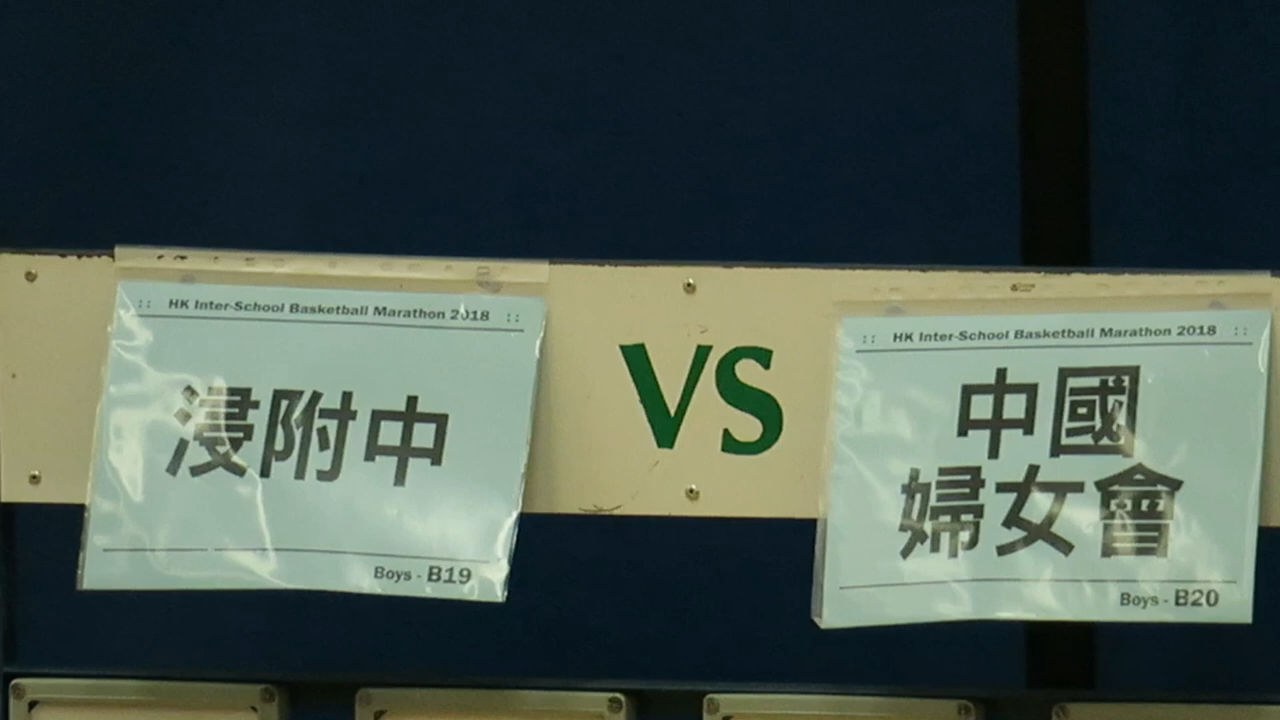 :: HK Inter-School Basketball Marathon 2018 ::
浸附中
Boys - B19
VS
:: HK Inter-School Basketball Marathon 2018 ::
中國
婦女會
Boys - B20